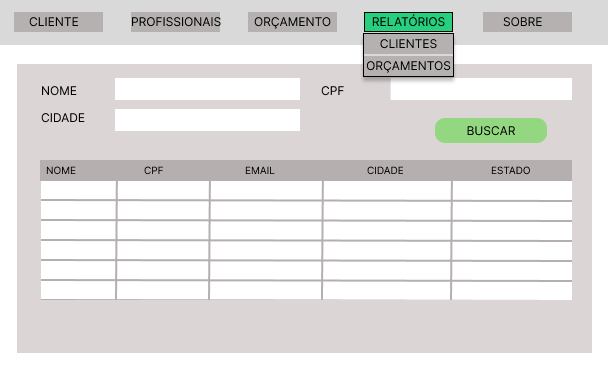 CLIENTE PROFISSIONAIS ORÇAMENTO RELATÓRIOS SOBRE
CLIENTES
ORÇAMENTOS
NOME CPF
CIDADE
BUSCAR
NOME CPF EMAIL CIDADE ESTADO